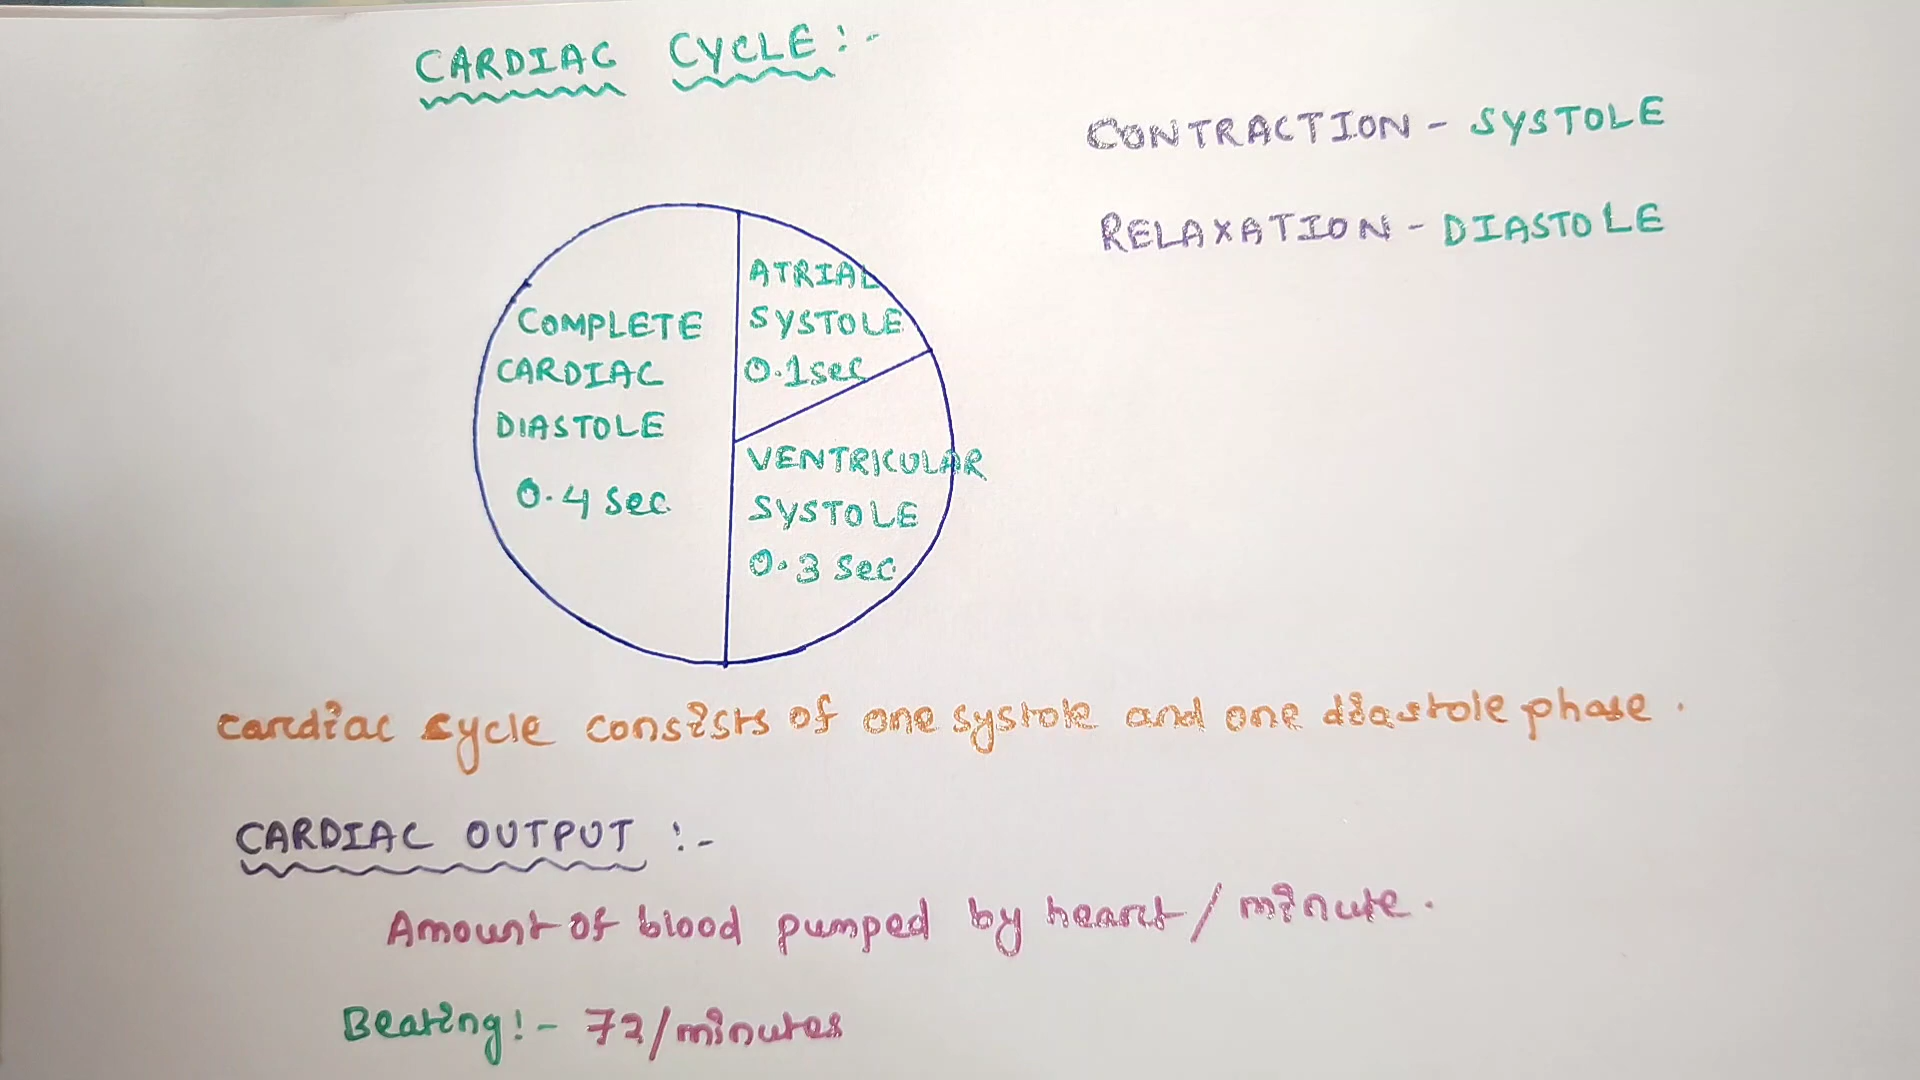 CARDIAC CYCLE :-
CONTRACTION - SYSTOLE
RELAXATION - DIASTOLE
COMPLETE
CARDIAC
DIASTOLE
0.4 sec
ATRIAL
SYSTOLE
0.1sec
VENTRICULAR
SYSTOLE
0.3 sec
cardiac cycle consists of one systole and one diastole phase.
CARDIAC OUTPUT :-
Amount of blood pumped by heart / minute.
Beating :- 72/minutes